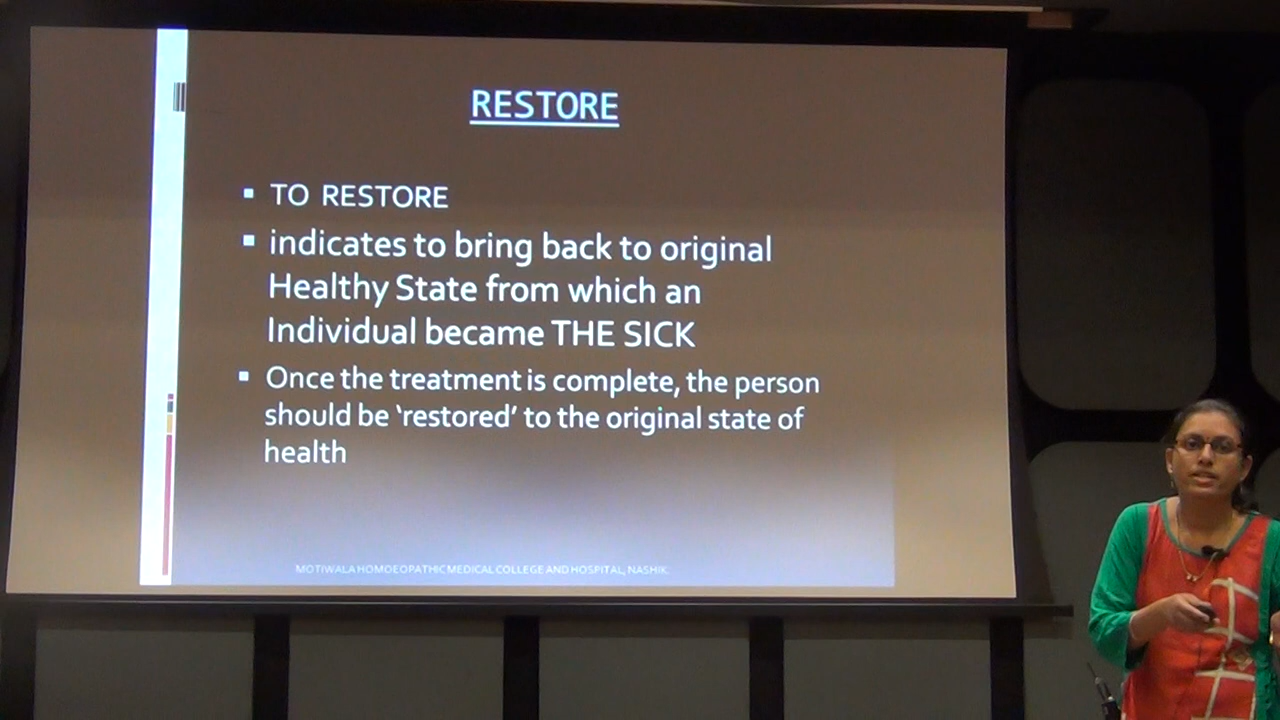 RESTORE
▪ TO RESTORE
▪ indicates to bring back to original
Healthy State from which an
Individual became THE SICK
▪ Once the treatment is complete, the person
should be ‘restored’ to the original state of
health
MOTIWALA HOMOEOPATHIC MEDICAL COLLEGE AND HOSPITAL, NASHIK.